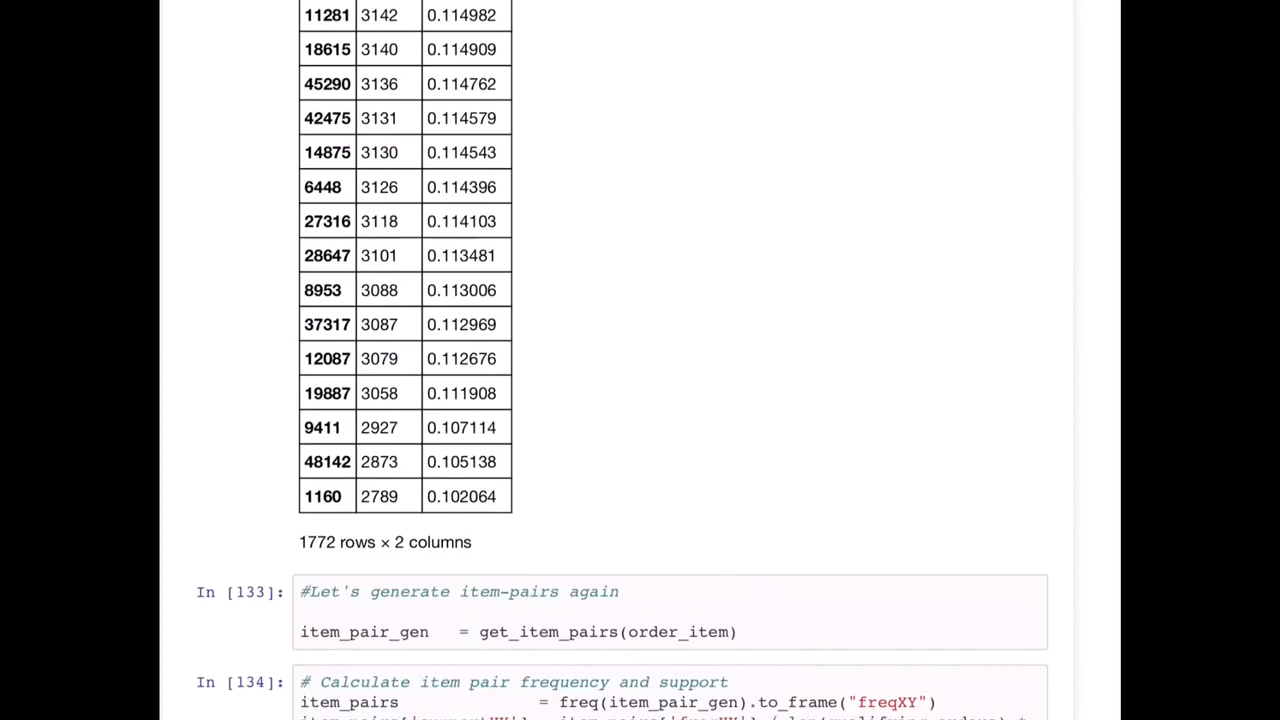 11281 3142 0.114982
18615 3140 0.114909
45290 3136 0.114762
42475 3131 0.114579
14875 3130 0.114543
6448 3126 0.114396
27316 3118 0.114103
28647 3101 0.113481
8953 3088 0.113006
37317 3087 0.112969
12087 3079 0.112676
19887 3058 0.111908
9411 2927 0.107114
48142 2873 0.105138
1160 2789 0.102064
1772 rows × 2 columns
In [133]: #Let's generate item-pairs again
item_pair_gen = get_item_pairs(order_item)
In [134]: # Calculate item pair frequency and support
item_pairs = freq(item_pair_gen).to_frame("freqXY")